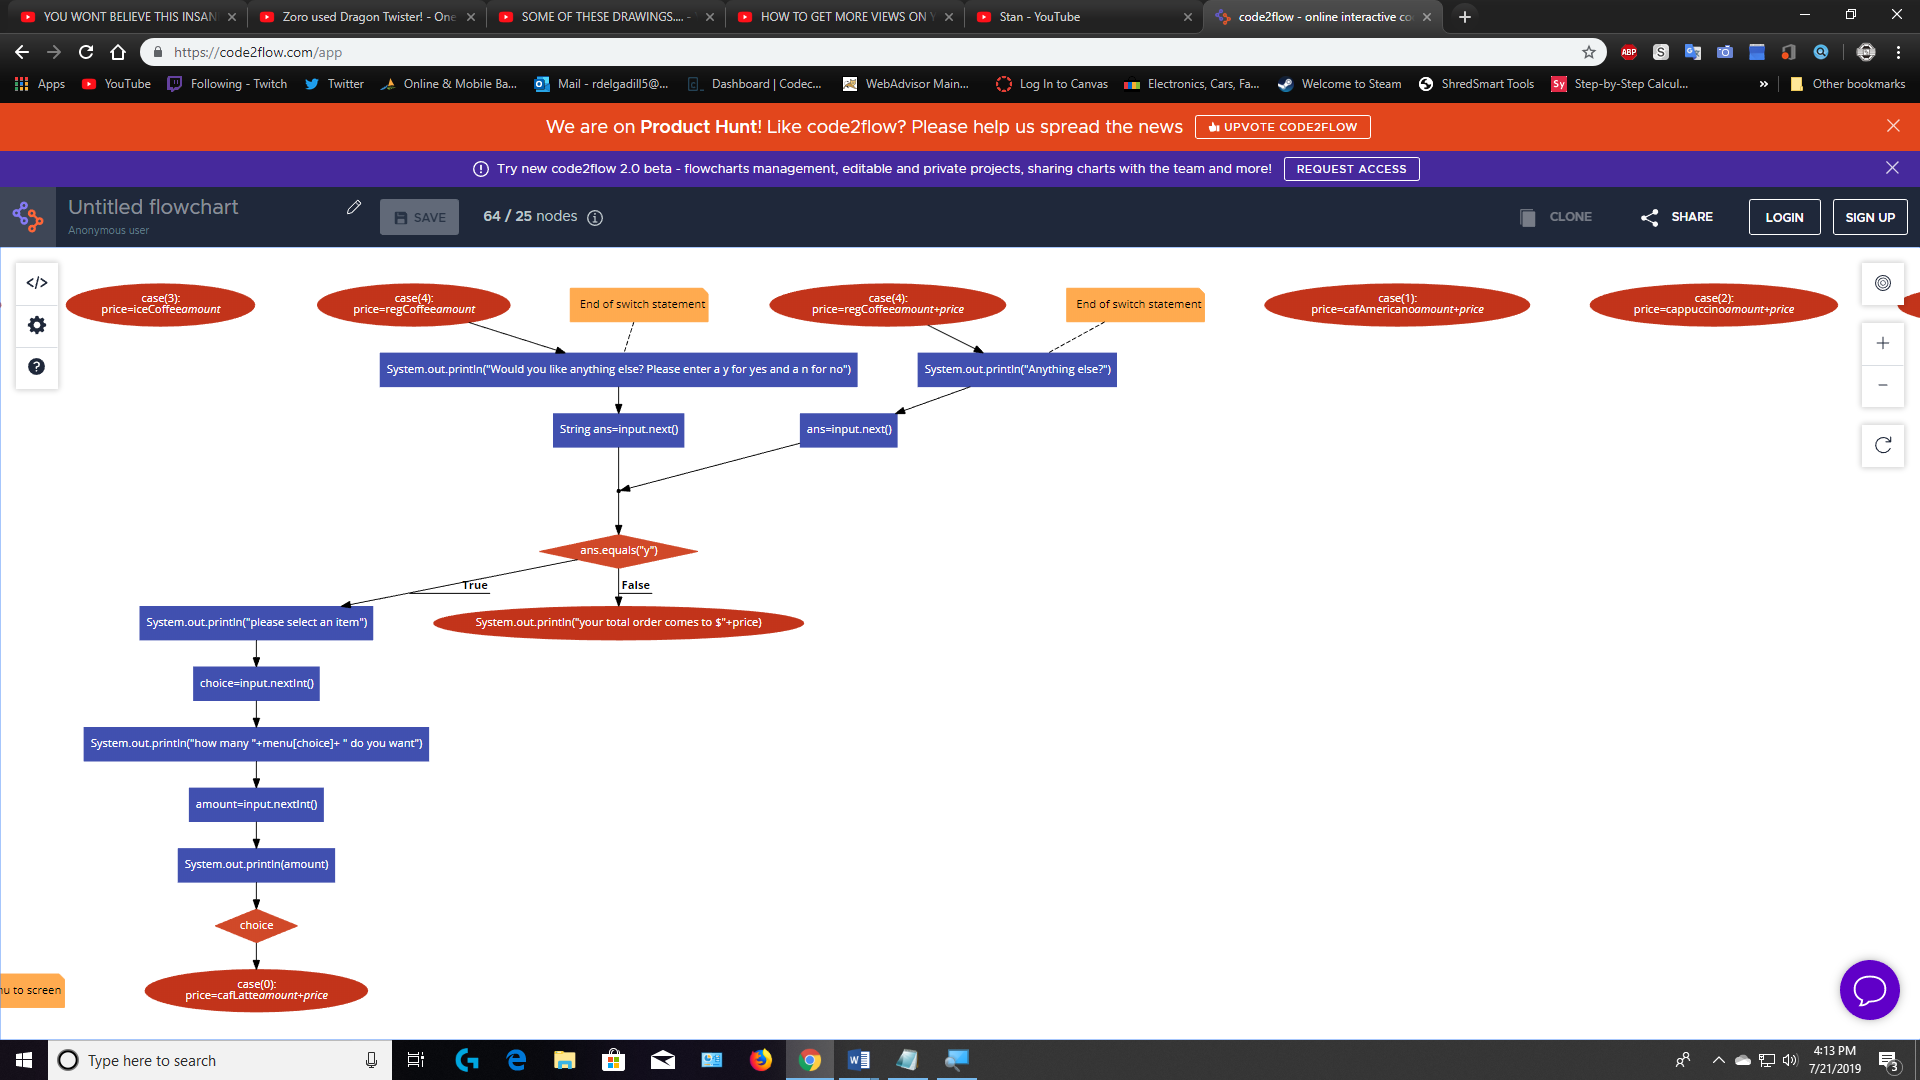 YOU WONT BELIEVE THIS INSAN
Zoro used Dragon Twister! - One
SOME OF THESE DRAWINGS.... -
HOW TO GET MORE VIEWS ON Y
Stan - YouTube
code2flow - online interactive co
https://code2flow.com/app
ABP
S
Apps
YouTube
Following - Twitch
Twitter
Online & Mobile Ba...
Mail - rdelgadill5@...
Dashboard | Codec...
WebAdvisor Main...
Log In to Canvas
Electronics, Cars, Fa...
Welcome to Steam
ShredSmart Tools
Sy
Step-by-Step Calcul...
»
Other bookmarks
We are on Product Hunt! Like code2flow? Please help us spread the news
UPVOTE CODE2FLOW
Try new code2flow 2.0 beta - flowcharts management, editable and private projects, sharing charts with the team and more!
REQUEST ACCESS
Untitled flowchart
Anonymous user
SAVE
64 / 25 nodes
CLONE
SHARE
LOGIN
SIGN UP
</>
?
case(3):
price=iceCoffeeamount
case(4):
price=regCoffeeamount
End of switch statement
case(4):
price=regCoffeeamount+price
End of switch statement
case(1):
price=cafAmericanoamount+price
case(2):
price=cappuccinoamount+price
System.out.println("Would you like anything else? Please enter a y for yes and a n for no")
System.out.println("Anything else?")
String ans=input.next()
ans=input.next()
ans.equals("y")
True
False
System.out.println("please select an item")
System.out.println("your total order comes to $"+price)
choice=input.nextInt()
System.out.println("how many "+menu[choice]+ " do you want")
amount=input.nextInt()
System.out.println(amount)
choice
nu to screen
case(0):
price=cafLatteamount+price
Type here to search
4:13 PM
7/21/2019
3